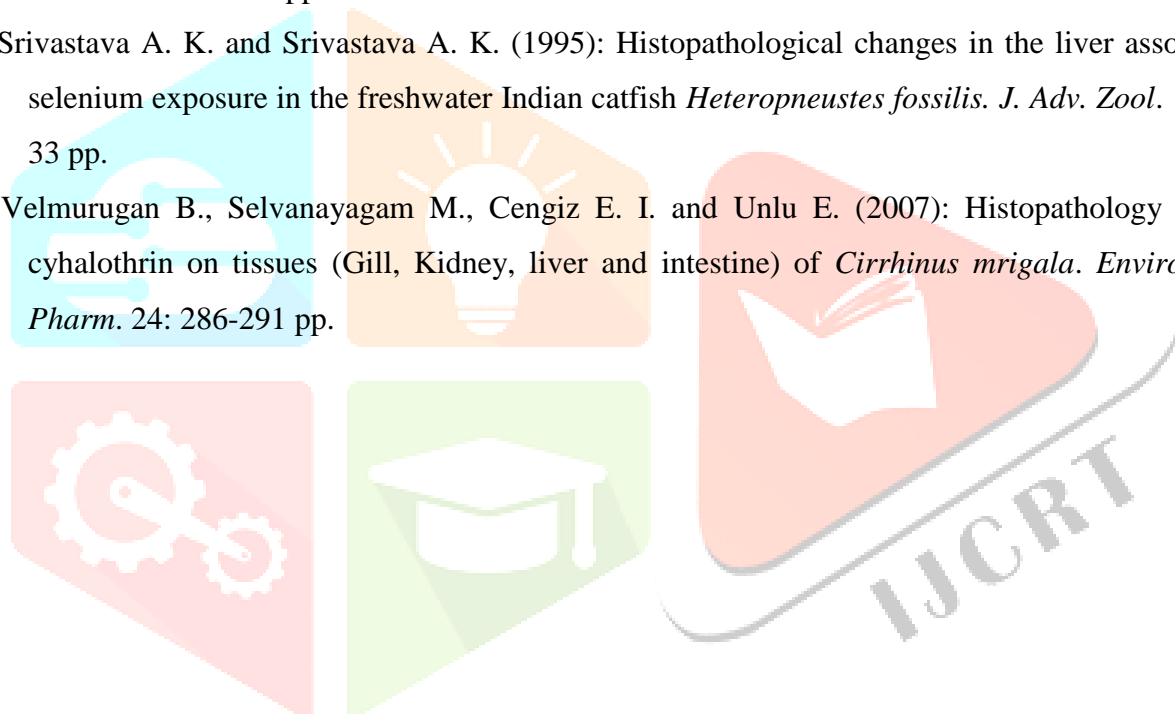 pp
Srivastava A. K. and Srivastava A. K. (1995): Histopathological changes in the liver asso
selenium exposure in the freshwater Indian catfish Heteropneustes fossilis. J. Adv. Zool.
33 pp.
Velmurugan B., Selvanayagam M., Cengiz E. I. and Unlu E. (2007): Histopathology
cyhalothrin on tissues (Gill, Kidney, liver and intestine) of Cirrhinus mrigala. Enviro
Pharm. 24: 286-291 pp.
IJCRT